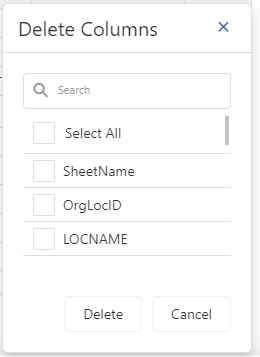 Delete Columns
Search
Select All
SheetName
OrgLocID
LOCNAME
Delete Cancel